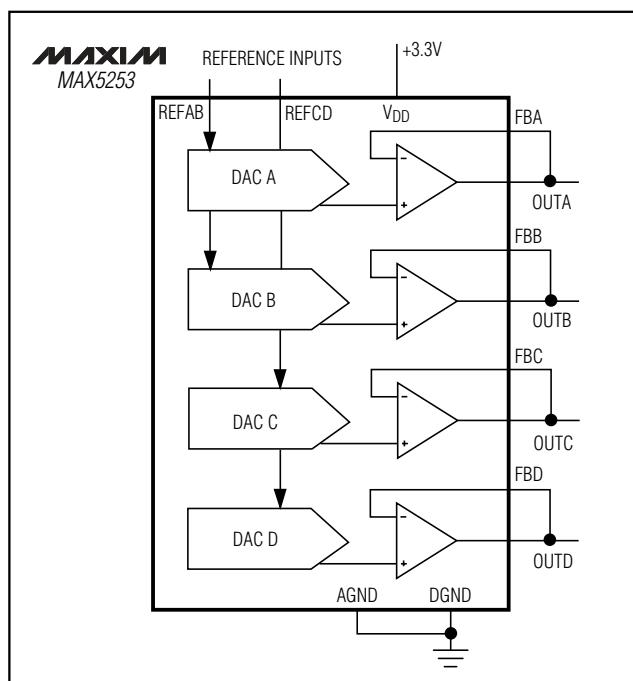 MAXIM
MAX5253
REFERENCE INPUTS
+3.3V
REFAB
REFCD
VDD
FBA
DAC A
-
+
OUTA
FBB
DAC B
-
+
OUTB
FBC
DAC C
-
+
OUTC
FBD
DAC D
-
+
OUTD
AGND
DGND